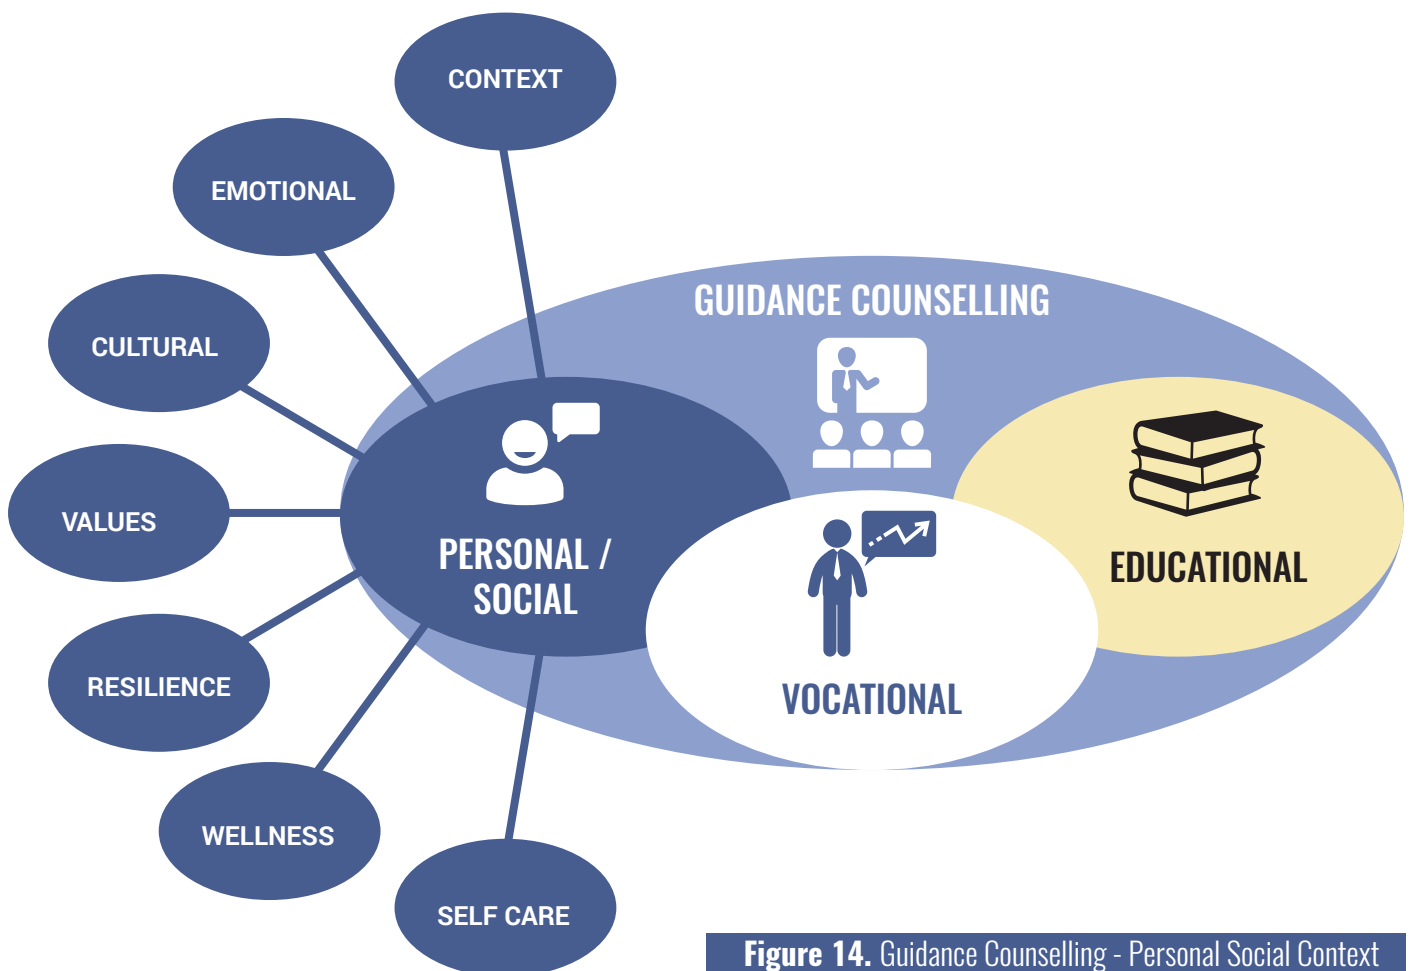 CONTEXT
EMOTIONAL
CULTURAL
VALUES
RESILIENCE
WELLNESS
SELF CARE
GUIDANCE COUNSELLING
PERSONAL /
SOCIAL
VOCATIONAL
EDUCATIONAL
Figure 14. Guidance Counselling - Personal Social Context